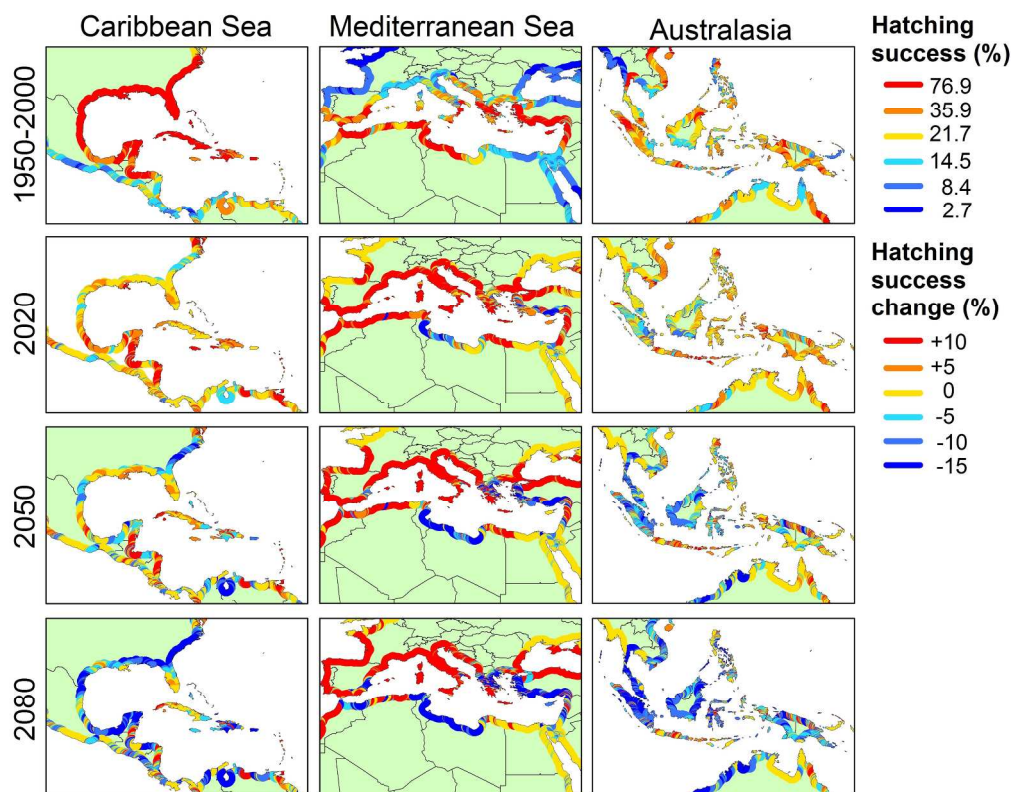 Caribbean Sea
Mediterranean Sea
Australasia
1950-2000
2020
2050
2080
Hatching
success (%)
76.9
35.9
21.7
14.5
8.4
2.7
Hatching
success
change (%)
+10
+5
0
-5
-10
-15